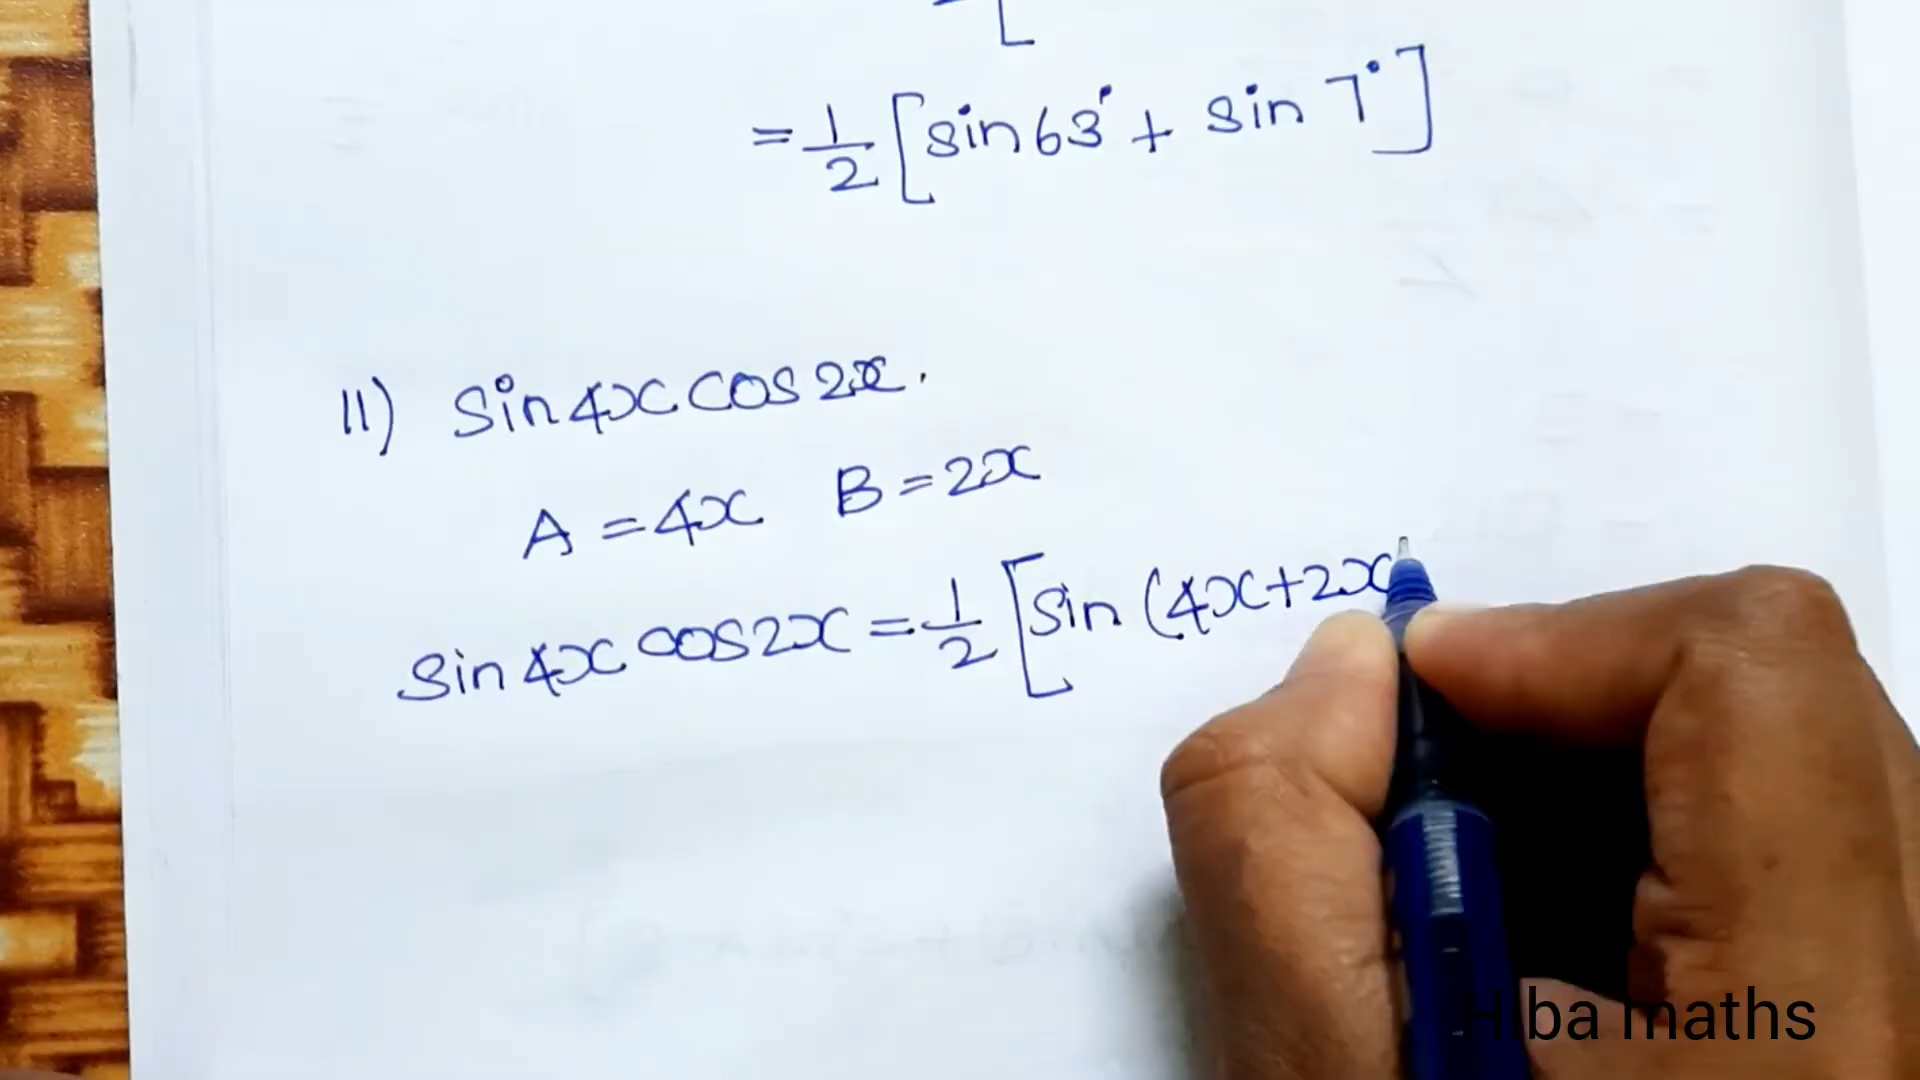 = 1/2 [sin 63° + sin 7°]
11) Sin 4x cos 2x.
A = 4x B = 2x
sin 4x cos 2x = 1/2 [sin (4x+2x
Hiba maths